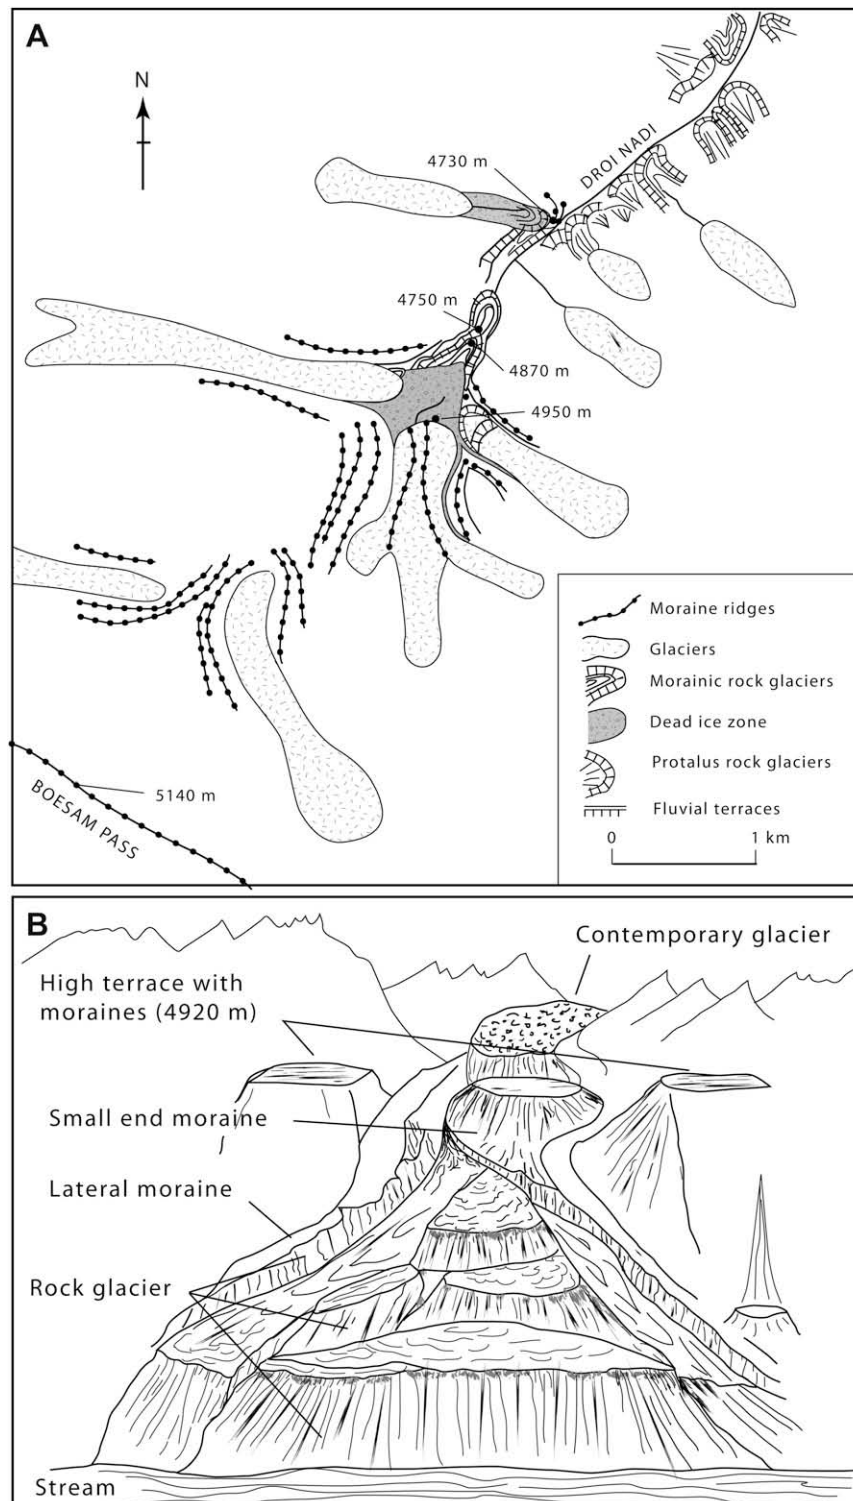 A
N
4730 m
DROI NADI
4750 m
4870 m
4950 m
5140 m
BOESAM PASS
Moraine ridges
Glaciers
Morainic rock glaciers
Dead ice zone
Protalus rock glaciers
Fluvial terraces
0 1 km
B
Contemporary glacier
High terrace with
moraines (4920 m)
Small end moraine
Lateral moraine
Rock glacier
Stream